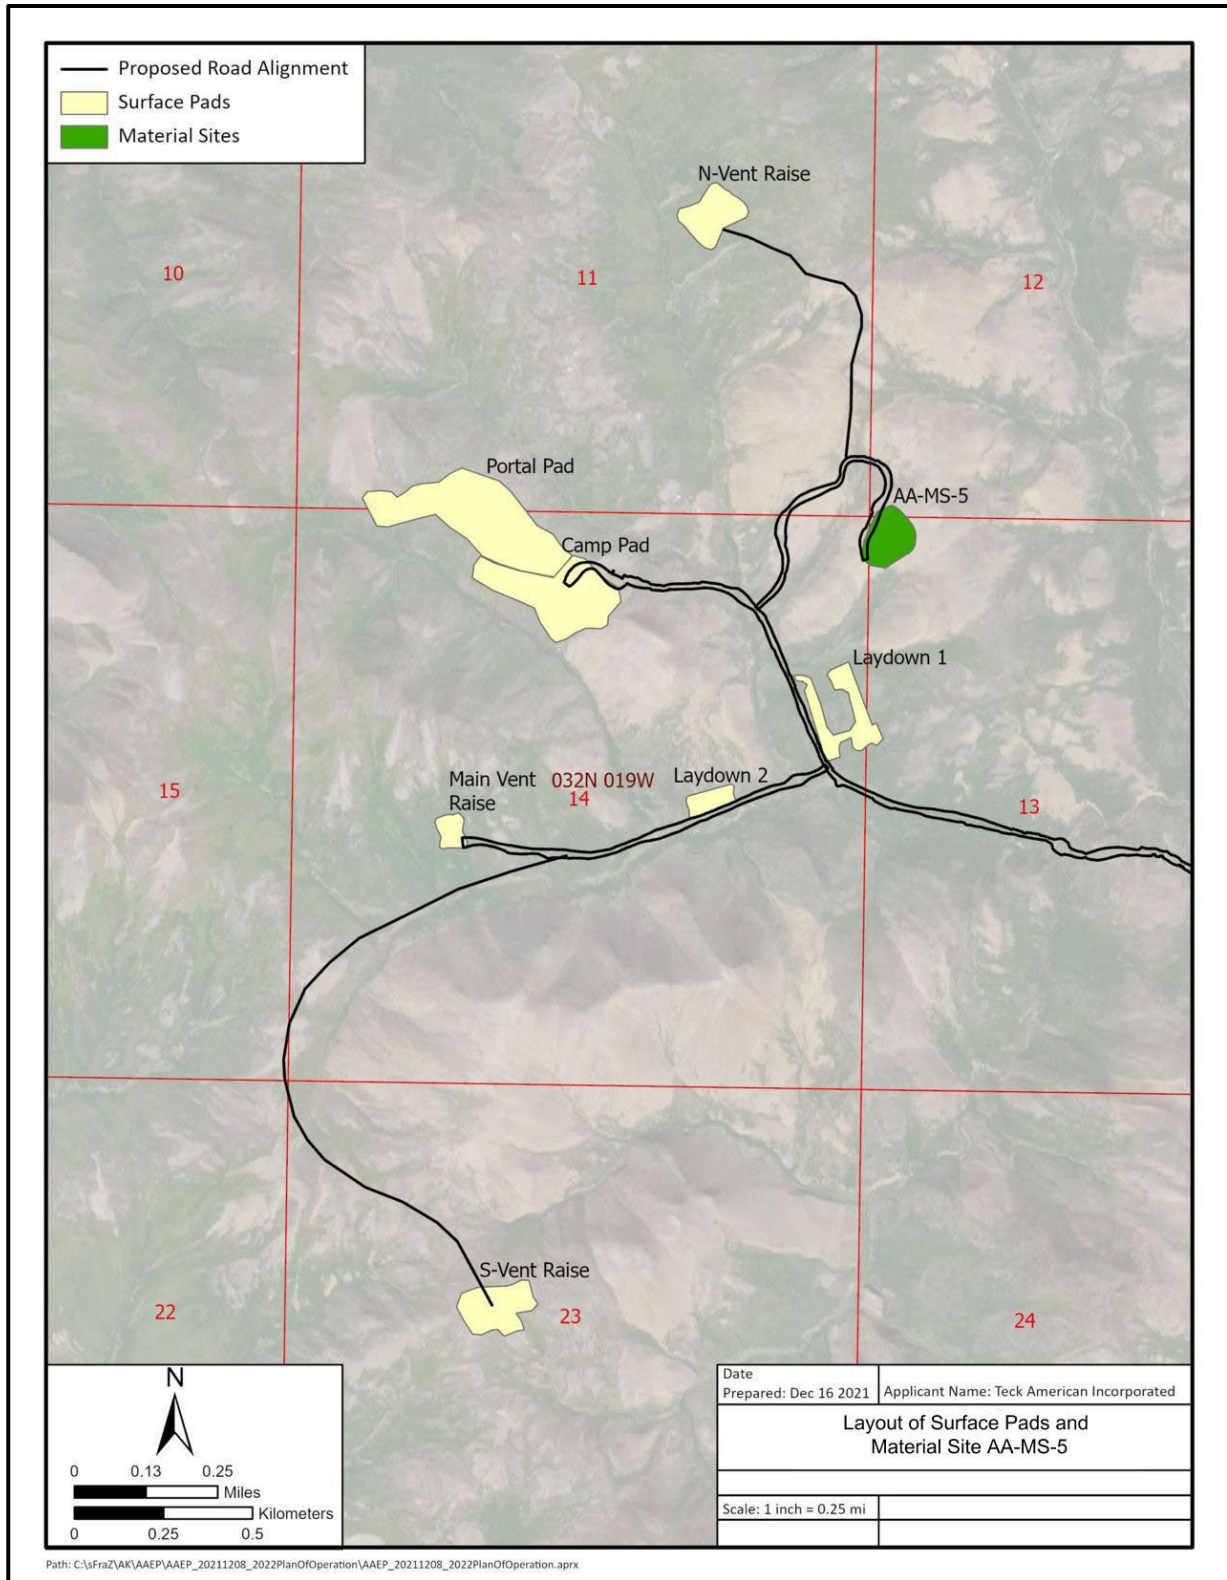 Proposed Road Alignment
Surface Pads
Material Sites
N-Vent Raise
10
11
12
Portal Pad
AA-MS-5
Camp Pad
Laydown 1
Laydown 2
Main Vent
Raise
032N 019W
15
14
13
S-Vent Raise
22
23
24
N
0 0.13 0.25
Miles
Kilometers
0 0.25 0.5
Date
Prepared: Dec 16 2021
Applicant Name: Teck American Incorporated
Layout of Surface Pads and
Material Site AA-MS-5
Scale: 1 inch = 0.25 mi
Path: C:\sFraZ\AK\AAEP\AAEP_20211208_2022PlanOfOperation\AAEP_20211208_2022PlanOfOperation.aprx